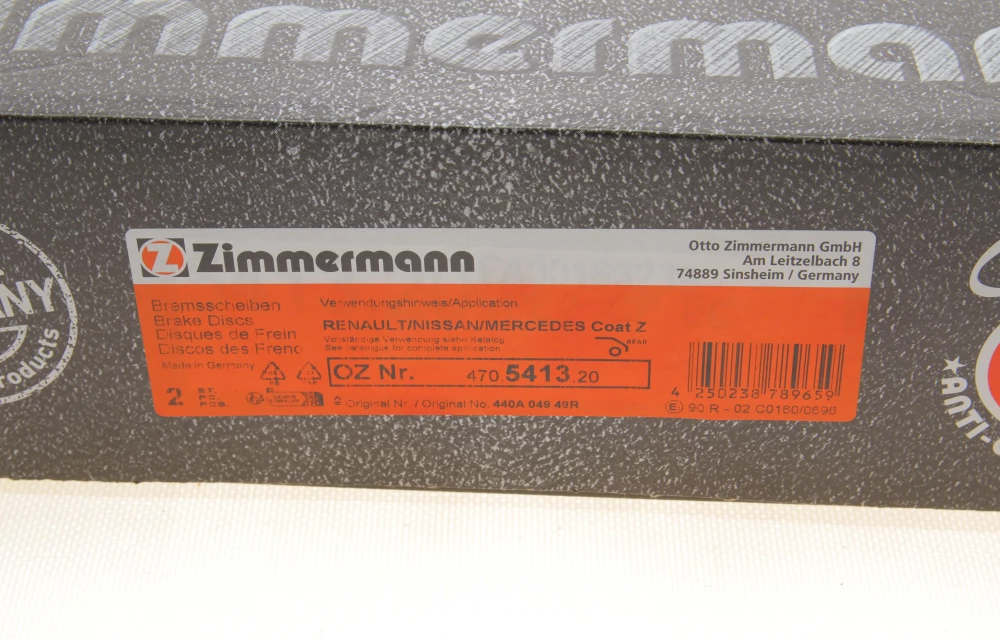 Zimmermann
Otto Zimmermann GmbH
Am Leitzelbach 8
74889 Sinsheim / Germany
Bremsscheiben
Brake Discs
Disques de Frein
Discos des Freno
Made in Germany
Verwendungshinweis/Application
RENAULT/NISSAN/MERCEDES Coat Z
Vollständige Verwendung siehe Katalog
See catalogue for complete application
REAR
OZ Nr. 470.5413.20
2. ST.
PC.
PCS.
Original Nr. / Original No. 440A 049 49R
4 250238 789659
E 90 R - 02 C0160/0698
ANY
Products